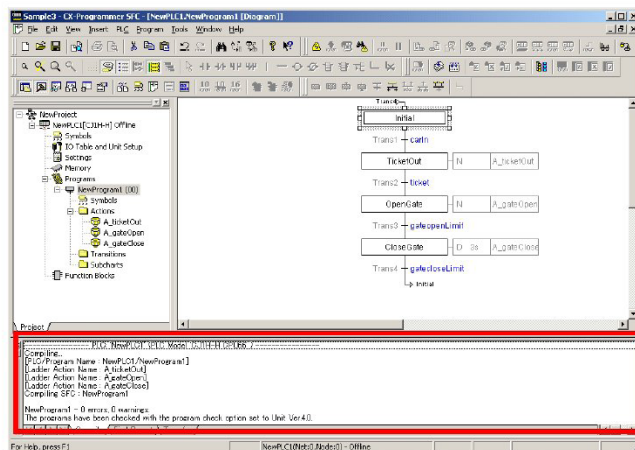 Sample3 - CX-Programmer SFC - [NewPLC1.NewProgram1 [Diagram]]
File Edit View Insert PLC Program Tools Window Help
NewProject
NewPLC1[CJ1H-H] Offline
Symbols
IO Table and Unit Setup
Settings
Memory
Programs
NewProgram1 (00)
Symbols
Actions
A_ticketOut
A_gateOpen
A_gateClose
Transitions
Subcharts
Function Blocks
Project
Initial
Trans1 carIn
TicketOut N A_ticketOut
Trans2 ticket
OpenGate N A_gateOpen
Trans3 gateopenLimit
CloseGate D 3s A_gateClose
Trans4 gatecloseLimit
Initial
Compiling...
[PLC/Program Name : NewPLC1/NewProgram1]
[Ladder Action Name : A_ticketOut]
[Ladder Action Name : A_gateOpen]
[Ladder Action Name : A_gateClose]
Compiling SFC : NewProgram1
NewProgram1 - 0 errors, 0 warnings.
The programs have been checked with the program check option set to Unit Ver.4.0.
For Help, press F1
NewPLC1(Net:0,Node:0) - Offline